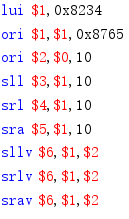 lui $1,0x8234
ori $1,$1,0x8765
ori $2,$0,10
sll $3,$1,10
srl $4,$1,10
sra $5,$1,10
sllv $6,$1,$2
srlv $6,$1,$2
srav $6,$1,$2